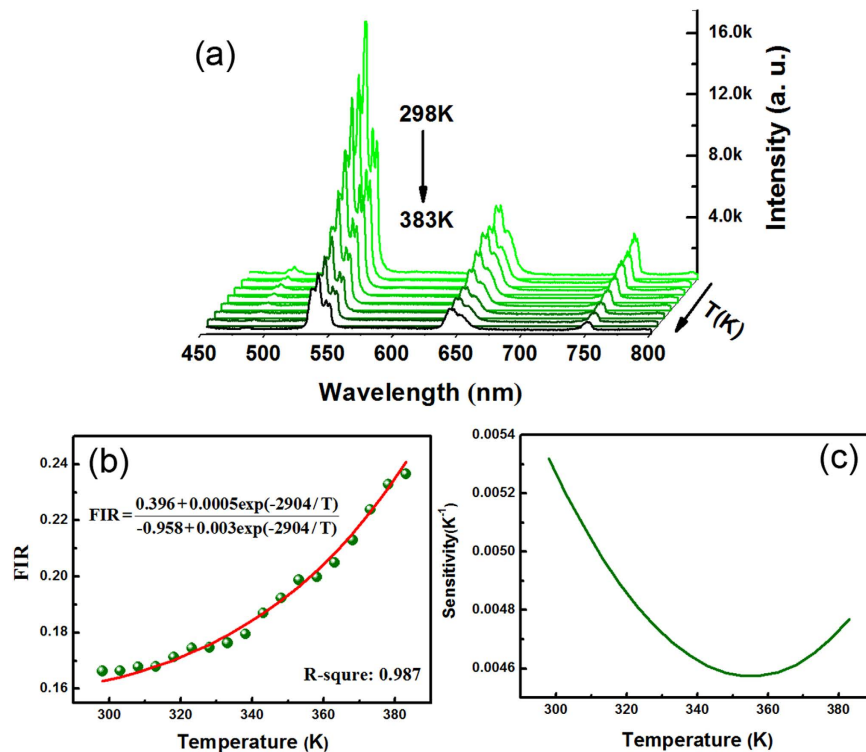 (a)
16.0k
12.0k
8.0k
4.0k
Intensity (a. u.)
298K
383K
T(K)
450 500 550 600 650 700 750 800
Wavelength (nm)
(b)
0.24
0.22
0.20
0.18
0.16
FIR
FIR = 0.396+0.0005exp(-2904/T)
-0.958+0.003exp(-2904/T)
R-squre: 0.987
300 320 340 360 380
Temperature (K)
(c)
0.0054
0.0052
0.0050
0.0048
0.0046
Sensitivity(K⁻¹)
300 320 340 360 380
Temperature (K)